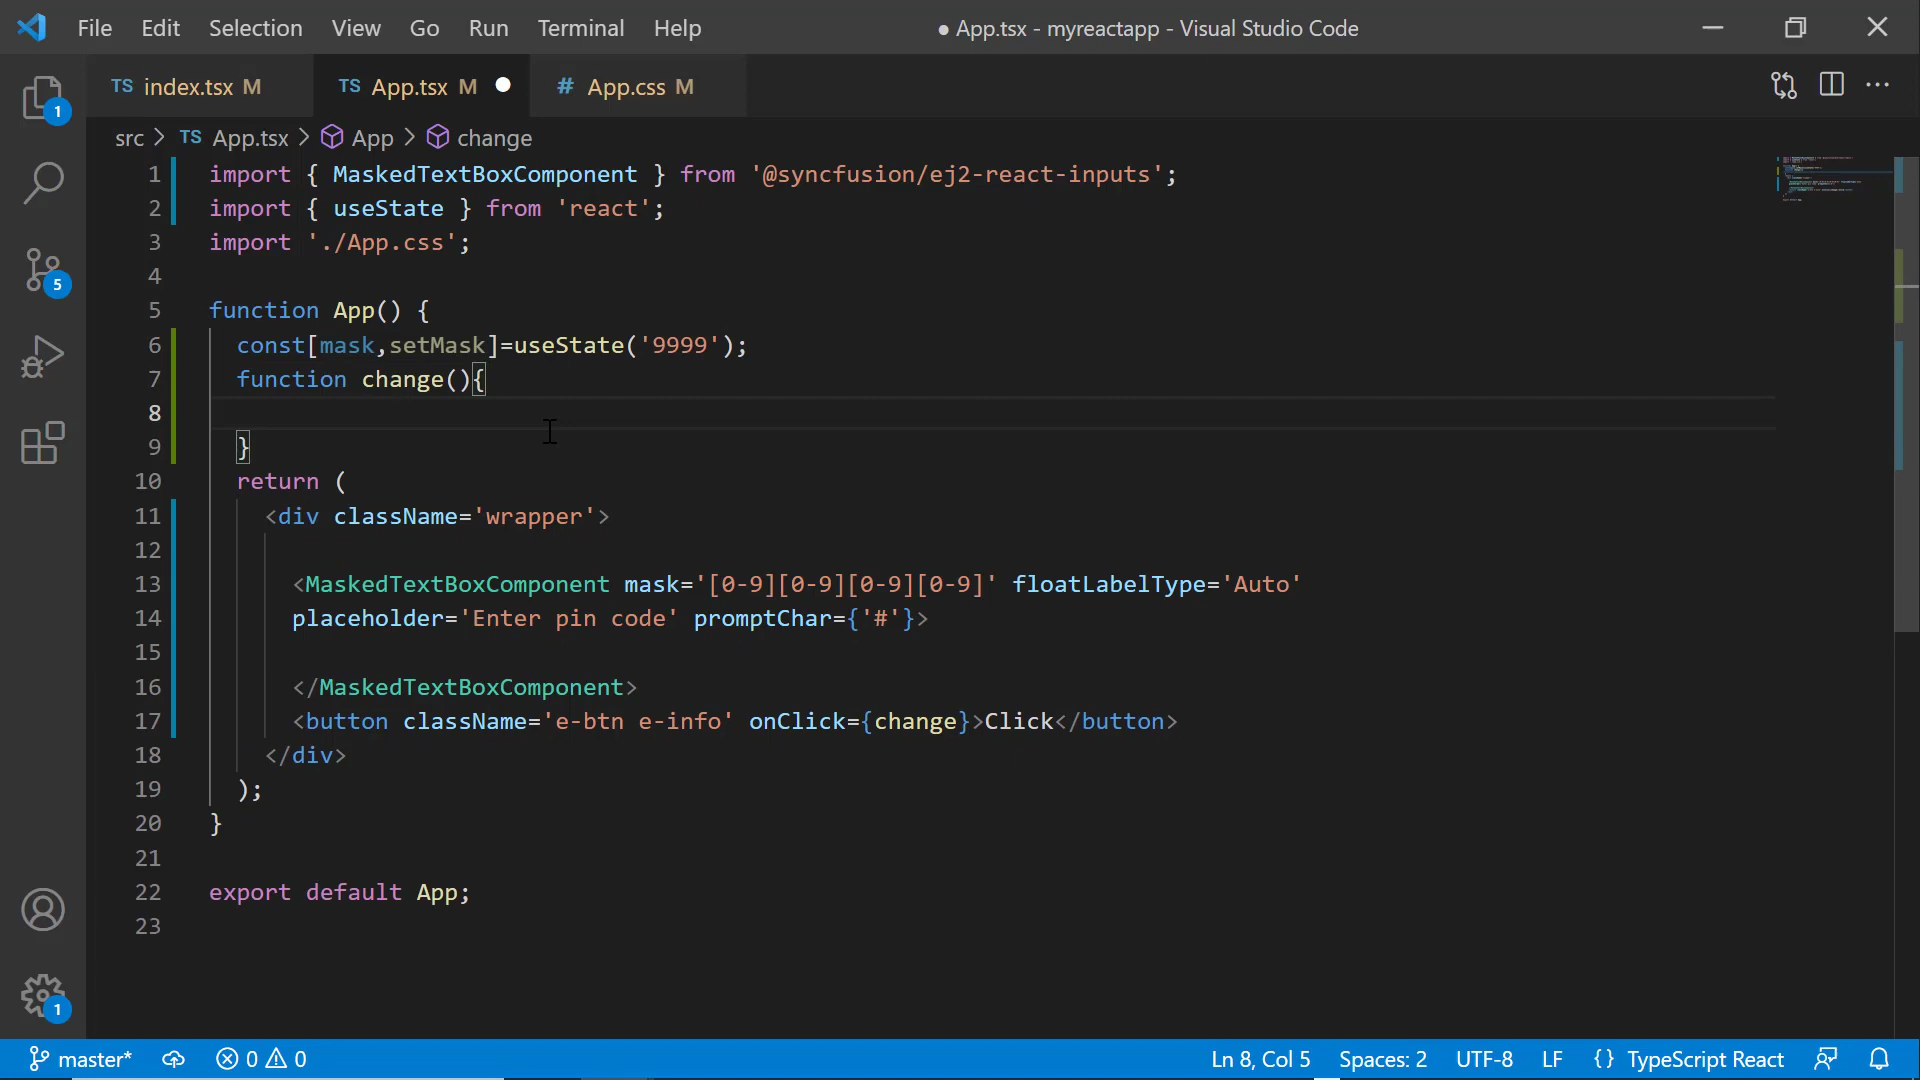 File Edit Selection View Go Run Terminal Help ● App.tsx - myreactapp - Visual Studio Code
TS index.tsx M TS App.tsx M # App.css M
src > TS App.tsx > App > change
1 import { MaskedTextBoxComponent } from '@syncfusion/ej2-react-inputs';
2 import { useState } from 'react';
3 import './App.css';
4
5 function App() {
6 const[mask,setMask]=useState('9999');
7 function change(){
8
9 }
10 return (
11 <div className='wrapper'>
12
13 <MaskedTextBoxComponent mask='[0-9][0-9][0-9][0-9]' floatLabelType='Auto'
14 placeholder='Enter pin code' promptChar={'#'}>
15
16 </MaskedTextBoxComponent>
17 <button className='e-btn e-info' onClick={change}>Click</button>
18 </div>
19 );
20 }
21
22 export default App;
23
1
5
1
master* 0 0 Ln 8, Col 5 Spaces: 2 UTF-8 LF {} TypeScript React